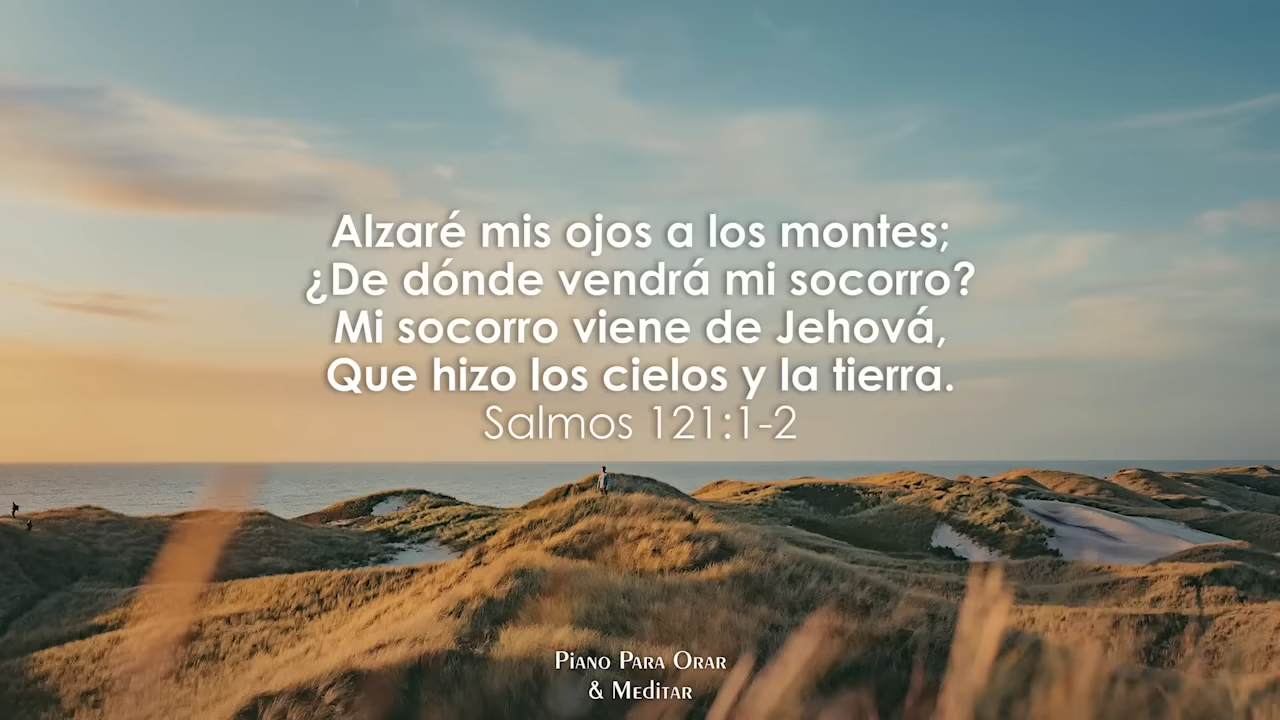 Alzaré mis ojos a los montes;
¿De dónde vendrá mi socorro?
Mi socorro viene de Jehová,
Que hizo los cielos y la tierra.
Salmos 121:1-2
Piano Para Orar
& Meditar